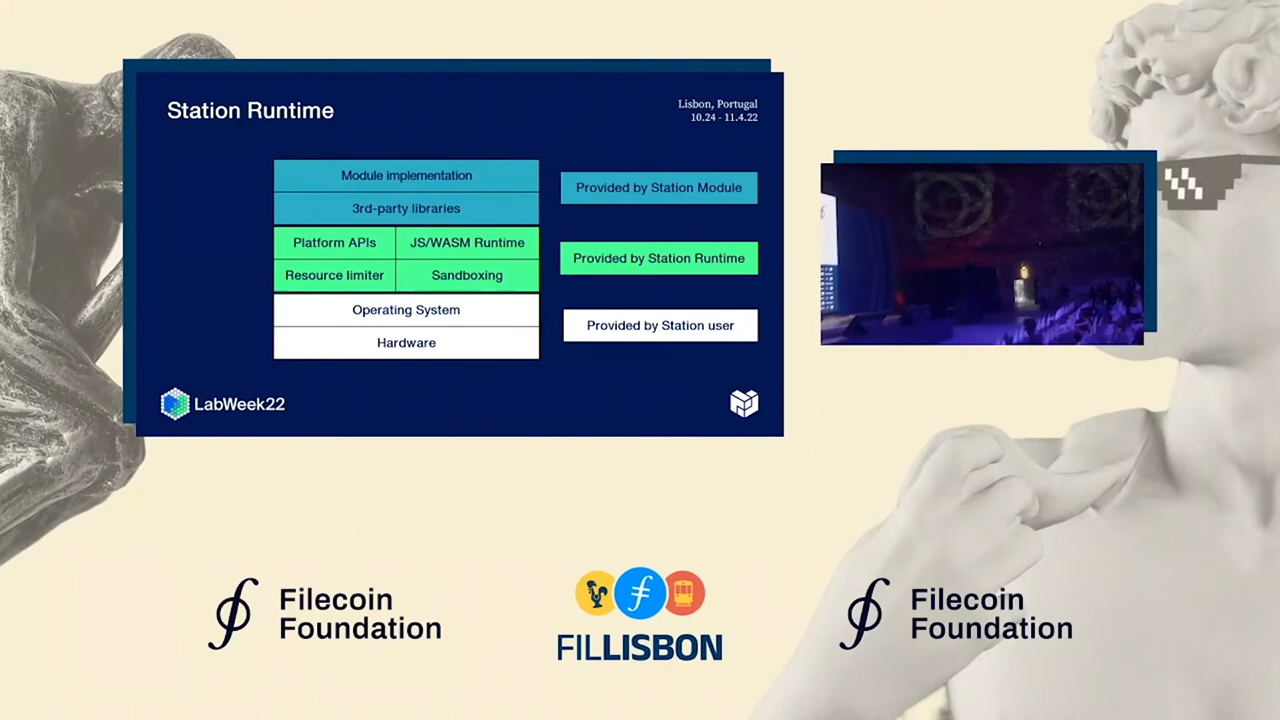 Station Runtime
Lisbon, Portugal
10.24 - 11.4.22
Module implementation
3rd-party libraries
Platform APIs
JS/WASM Runtime
Resource limiter
Sandboxing
Operating System
Hardware
Provided by Station Module
Provided by Station Runtime
Provided by Station user
LabWeek22
Filecoin
Foundation
FILLISBON
Filecoin
Foundation